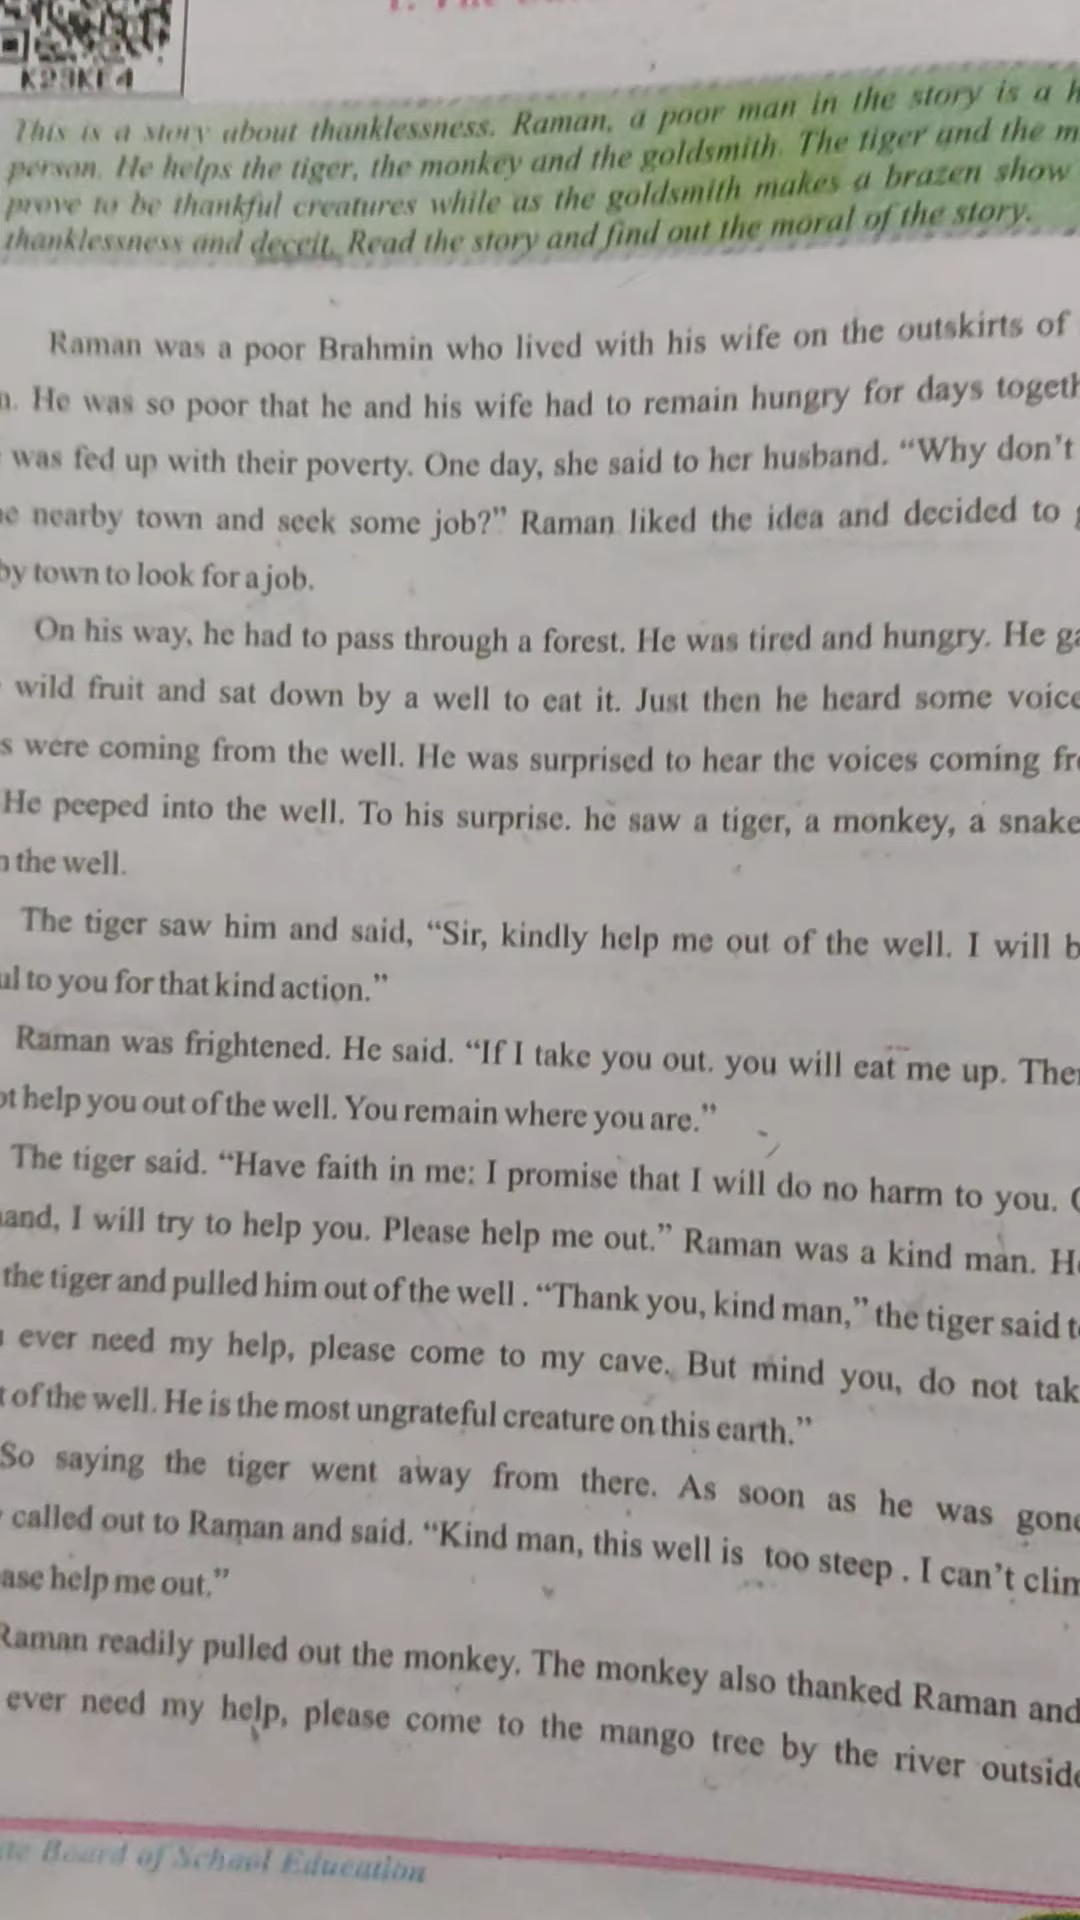 K23KF4
This is a story about thanklessness. Raman, a poor man in the story is a
person. He helps the tiger, the monkey and the goldsmith. The tiger and the
prove to be thankful creatures while as the goldsmith makes a brazen show
thanklessness and deceit. Read the story and find out the moral of the story.
Raman was a poor Brahmin who lived with his wife on the outskirts of
He was so poor that he and his wife had to remain hungry for days
was fed up with their poverty. One day, she said to her husband. “Why don't
nearby town and seek some job?” Raman liked the idea and decided to
by town to look for a job.
On his way, he had to pass through a forest. He was tired and hungry. He
wild fruit and sat down by a well to eat it. Just then he heard some
were coming from the well. He was surprised to hear the voices coming
He peeped into the well. To his surprise. he saw a tiger, a monkey, a snake
the well.
The tiger saw him and said, “Sir, kindly help me out of the well. I will
ul to you for that kind action.”
Raman was frightened. He said. “If I take you out. you will eat me up.
help you out of the well. You remain where you are.”
The tiger said. “Have faith in me: I promise that I will do no harm to you.
I will try to help you. Please help me out.” Raman was a kind man.
the tiger and pulled him out of the well . “Thank you, kind man,” the tiger said
ever need my help, please come to my cave. But mind you, do not
of the well. He is the most ungrateful creature on this earth.”
So saying the tiger went away from there. As soon as he was
called out to Raman and said. “Kind man, this well is too steep . I can’t
ase help me out.”
Raman readily pulled out the monkey. The monkey also thanked Raman and
ever need my help, please come to the mango tree by the river
Board of School Education